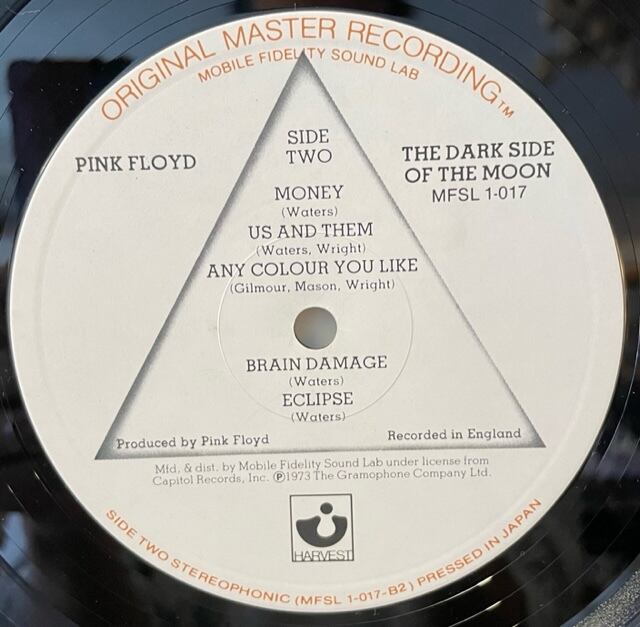 ORIGINAL MASTER RECORDING™
MOBILE FIDELITY SOUND LAB
SIDE
TWO
PINK FLOYD
THE DARK SIDE
OF THE MOON
MFSL 1-017
MONEY
(Waters)
US AND THEM
(Waters, Wright)
ANY COLOUR YOU LIKE
(Gilmour, Mason, Wright)
BRAIN DAMAGE
(Waters)
ECLIPSE
(Waters)
Produced by Pink Floyd
Recorded in England
Mfd. & dist. by Mobile Fidelity Sound Lab under license from
Capitol Records, Inc. ℗1973 The Gramophone Company Ltd.
HARVEST
SIDE TWO STEREOPHONIC (MFSL 1-017-B2) PRESSED IN JAPAN